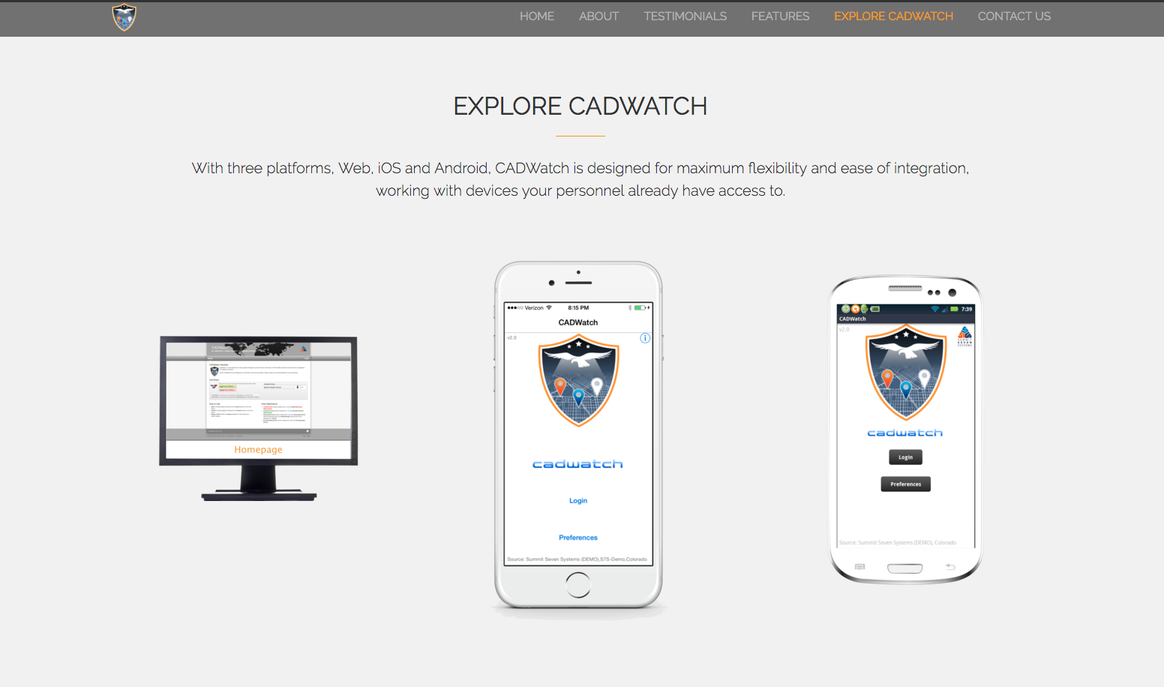 HOME ABOUT TESTIMONIALS FEATURES EXPLORE CADWATCH CONTACT US
EXPLORE CADWATCH
With three platforms, Web, iOS and Android, CADWatch is designed for maximum flexibility and ease of integration,
working with devices your personnel already have access to.
Homepage
Verizon 8:15 PM
CADWatch
v2.0
cadwatch
Login
Preferences
Source: Summit Seven Systems (DEMO),S7S-Demo,Colorado
7:39
CADWatch
v2.0
SUMMIT
SEVEN
SYSTEMS
cadwatch
Login
Preferences
Source: Summit Seven Systems (DEMO), Colorado